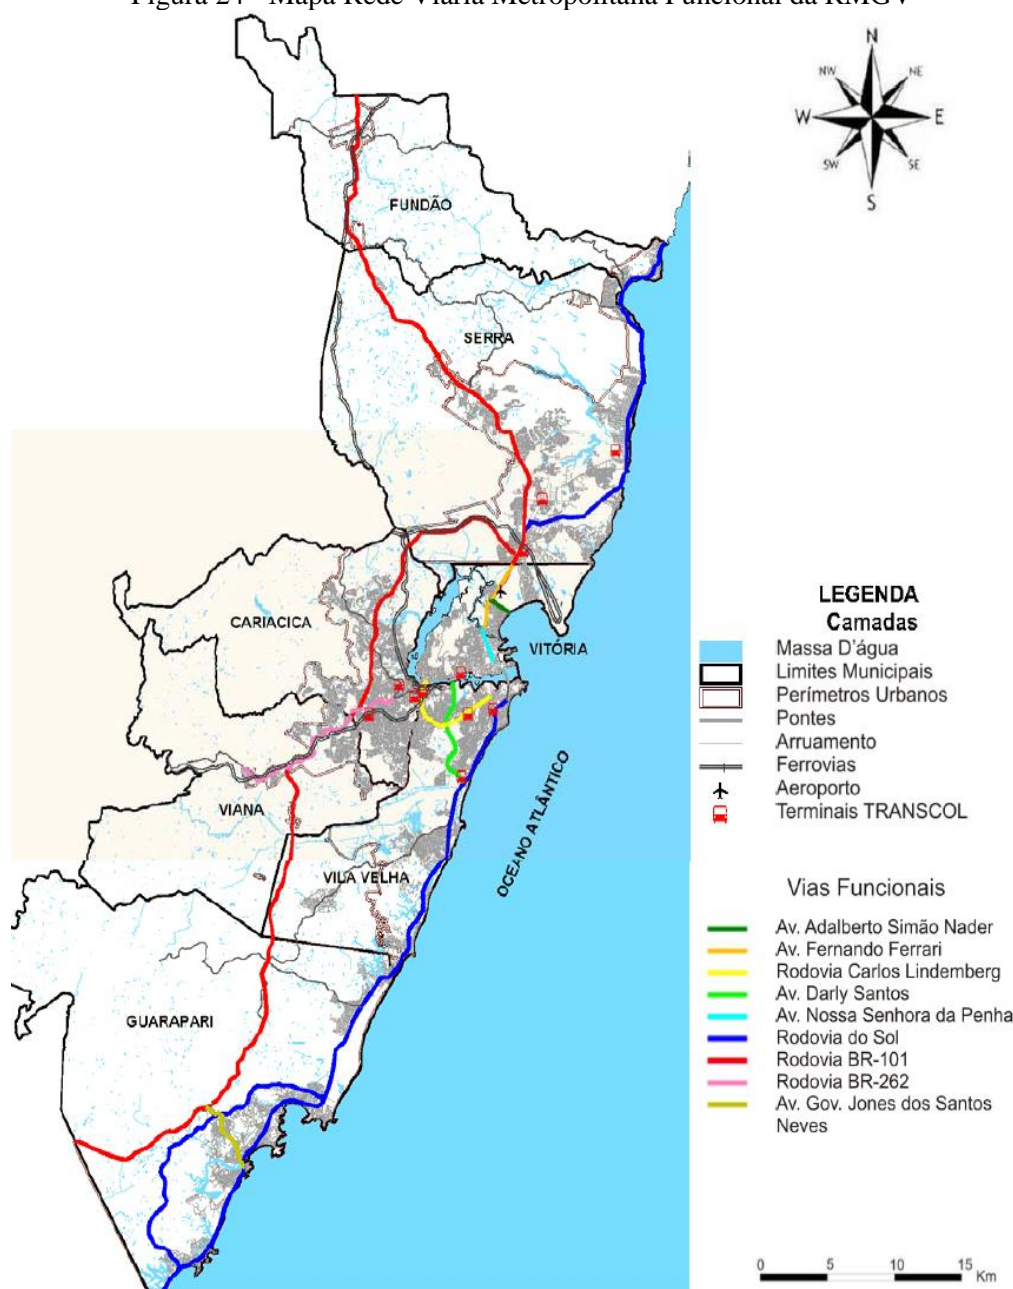 Figura 24 - Mapa Rede Viária Metropolitana Funcional da RMGV
N
NW
NE
W
E
SW
SE
S
FUNDÃO
SERRA
CARIACICA
VITÓRIA
VIANA
VILA VELHA
OCEANO ATLÂNTICO
GUARAPARI
LEGENDA
Camadas
Massa D'água
Limites Municipais
Perímetros Urbanos
Pontes
Arruamento
Ferrovias
Aeroporto
Terminais TRANSCOL
Vias Funcionais
Av. Adalberto Simão Nader
Av. Fernando Ferrari
Rodovia Carlos Lindemberg
Av. Darly Santos
Av. Nossa Senhora da Penha
Rodovia do Sol
Rodovia BR-101
Rodovia BR-262
Av. Gov. Jones dos Santos
Neves
0 5 10 15
Km